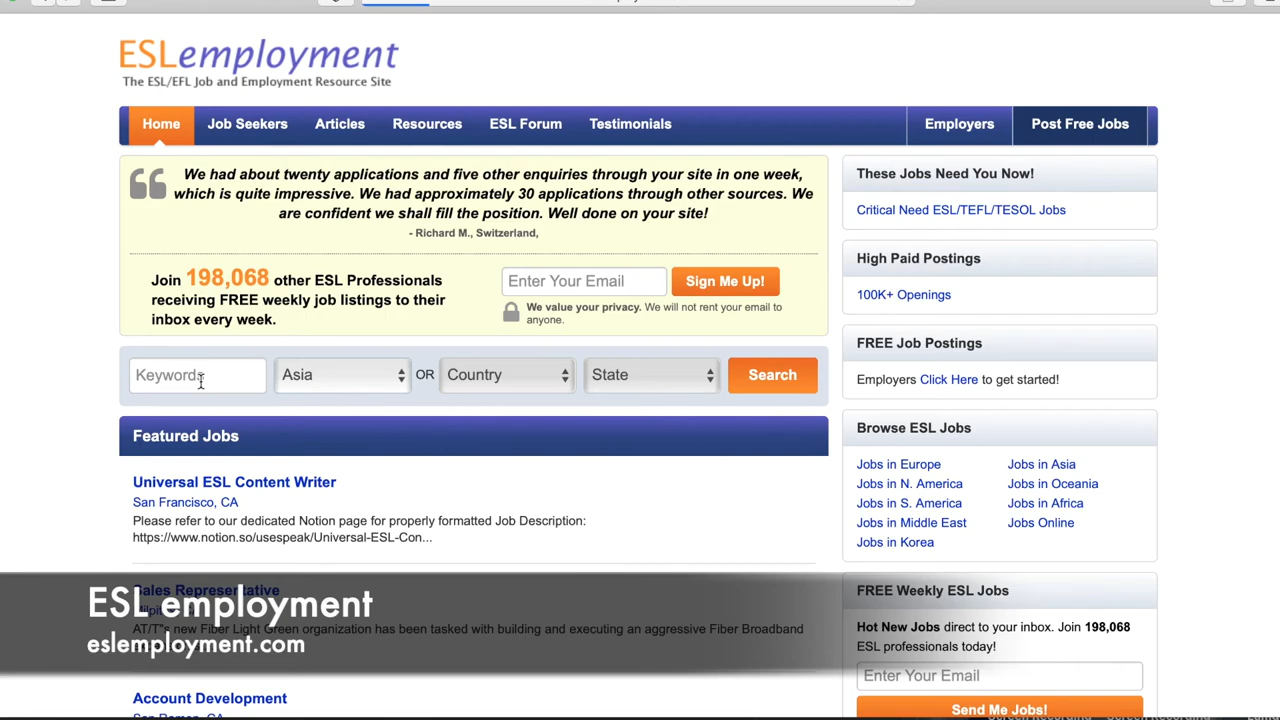 ESLemployment
The ESL/EFL Job and Employment Resource Site
Home Job Seekers Articles Resources ESL Forum Testimonials Employers Post Free Jobs
We had about twenty applications and five other enquiries through your site in one week,
which is quite impressive. We had approximately 30 applications through other sources. We
are confident we shall fill the position. Well done on your site!
- Richard M., Switzerland,
Join 198,068 other ESL Professionals
receiving FREE weekly job listings to their
inbox every week.
Enter Your Email Sign Me Up!
We value your privacy. We will not rent your email to
anyone.
Keywords Asia OR Country State Search
Featured Jobs
Universal ESL Content Writer
San Francisco, CA
Please refer to our dedicated Notion page for properly formatted Job Description:
https://www.notion.so/usespeak/Universal-ESL-Con...
Sales Representative
AT/T"s new Fiber Light Green organization has been tasked with building and executing an aggressive Fiber Broadband
Account Development
San Ramon, CA
These Jobs Need You Now!
Critical Need ESL/TEFL/TESOL Jobs
High Paid Postings
100K+ Openings
FREE Job Postings
Employers Click Here to get started!
Browse ESL Jobs
Jobs in Europe Jobs in Asia
Jobs in N. America Jobs in Oceania
Jobs in S. America Jobs in Africa
Jobs in Middle East Jobs Online
Jobs in Korea
FREE Weekly ESL Jobs
Hot New Jobs direct to your inbox. Join 198,068
ESL professionals today!
Enter Your Email
Send Me Jobs!
ESL employment
eslemployment.com